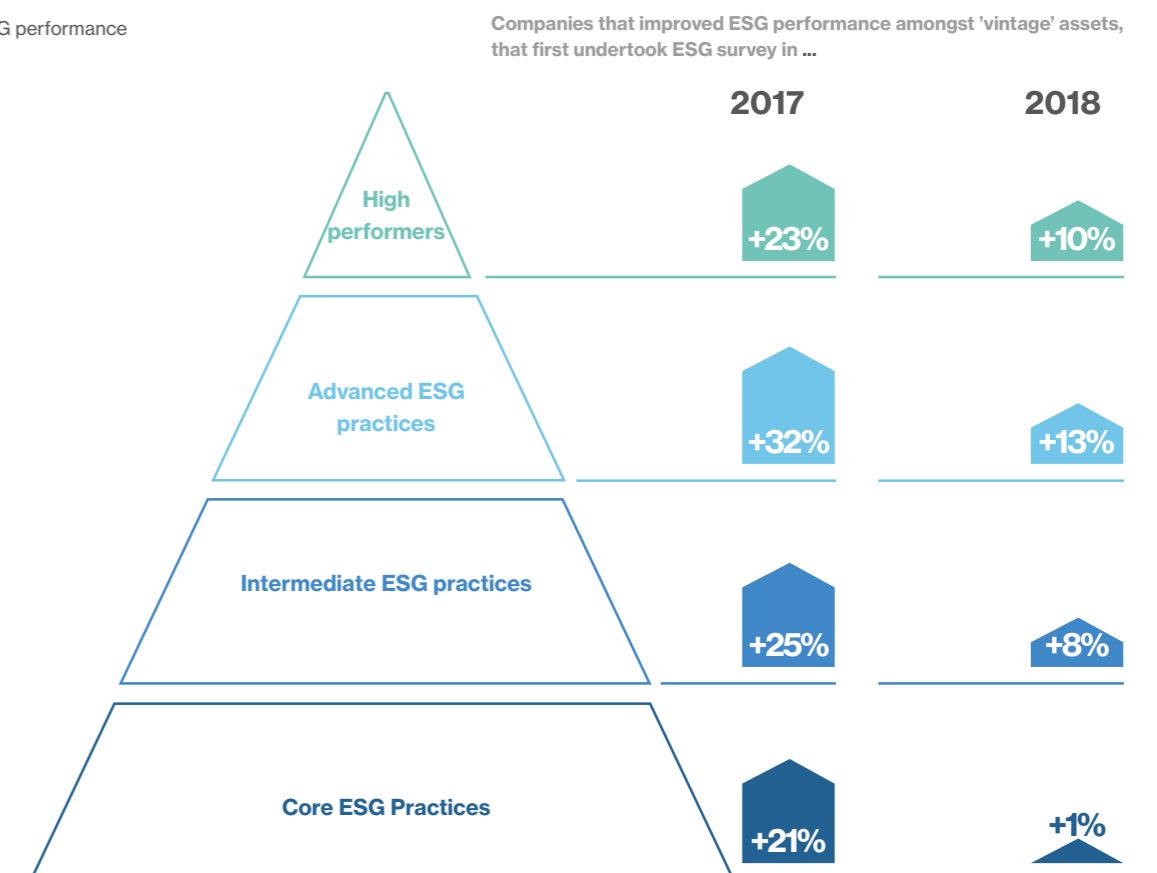 G performance
Companies that improved ESG performance amongst 'vintage' assets,
that first undertook ESG survey in ...
2017
2018
High
performers
+23%
+10%
Advanced ESG
practices
+32%
+13%
Intermediate ESG practices
+25%
+8%
Core ESG Practices
+21%
+1%